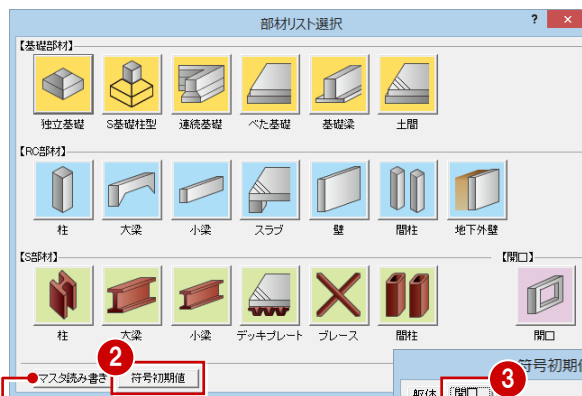 部材リスト選択 ? ×
【基礎部材】
独立基礎 S基礎柱型 連続基礎 べた基礎 基礎梁 土間
【RC部材】
柱 大梁 小梁 スラブ 壁 間柱 地下外壁
【S部材】 【開口】
柱 大梁 小梁 デッキプレート ブレース 間柱 開口
2
マスタ読み書き 符号初期値
符号初期
3
躯体 開口